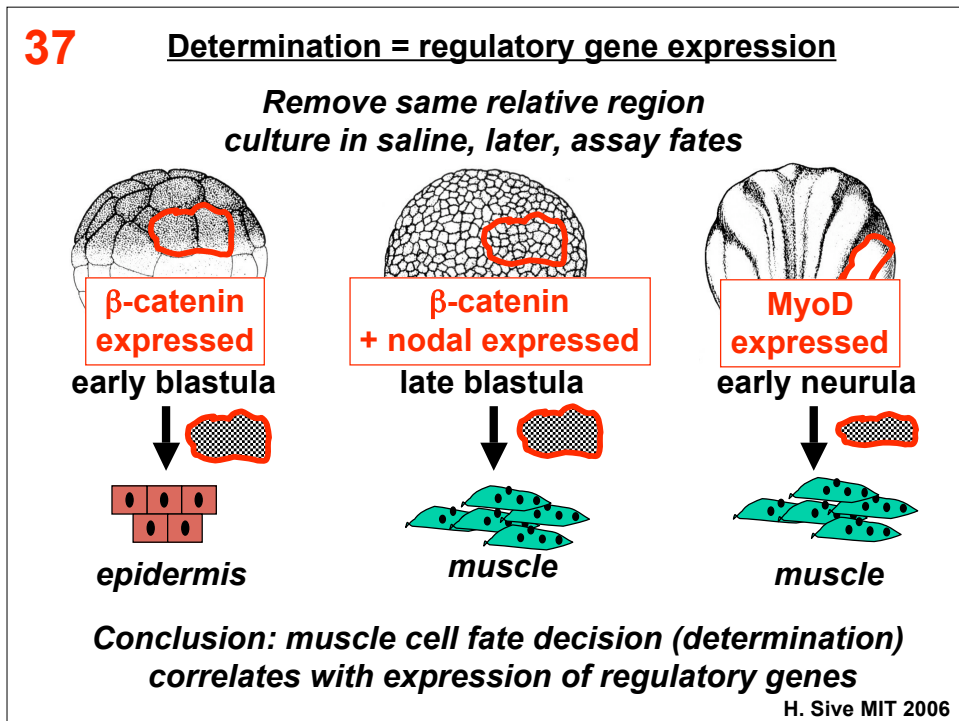 37
Determination = regulatory gene expression
Remove same relative region
culture in saline, later, assay fates
β-catenin
expressed
early blastula
epidermis
β-catenin
+ nodal expressed
late blastula
muscle
MyoD
expressed
early neurula
muscle
Conclusion: muscle cell fate decision (determination)
correlates with expression of regulatory genes
H. Sive MIT 2006